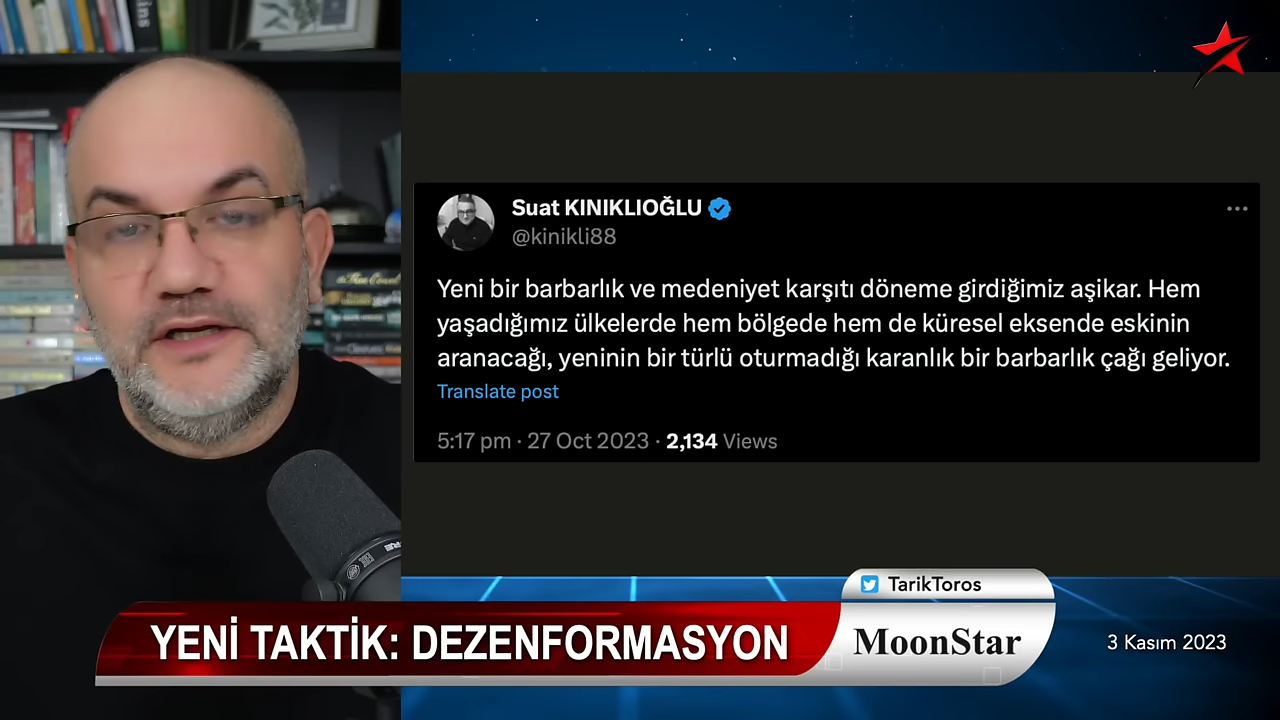 Suat KINIKLIOĞLU
@kinikli88
Yeni bir barbarlık ve medeniyet karşıtı döneme girdiğimiz aşikar. Hem
yaşadığımız ülkelerde hem bölgede hem de küresel eksende eskinin
aranacağı, yeninin bir türlü oturmadığı karanlık bir barbarlık çağı geliyor.
Translate post
5:17 pm · 27 Oct 2023 · 2,134 Views
TarikToros
YENİ TAKTİK: DEZENFORMASYON
MoonStar
3 Kasım 2023